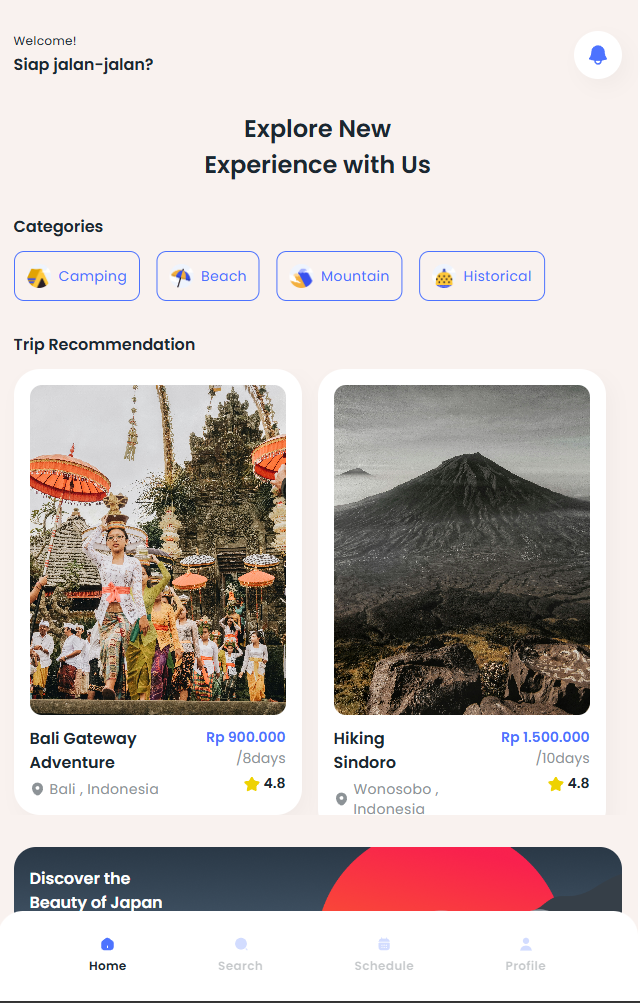 Welcome!
Siap jalan-jalan?
Explore New
Experience with Us
Categories
Camping
Beach
Mountain
Historical
Trip Recommendation
Bali Gateway
Adventure
Rp 900.000
/8days
Bali , Indonesia
4.8
Hiking
Sindoro
Rp 1.500.000
/10days
Wonosobo ,
Indonesia
4.8
Discover the
Beauty of Japan
Home
Search
Schedule
Profile